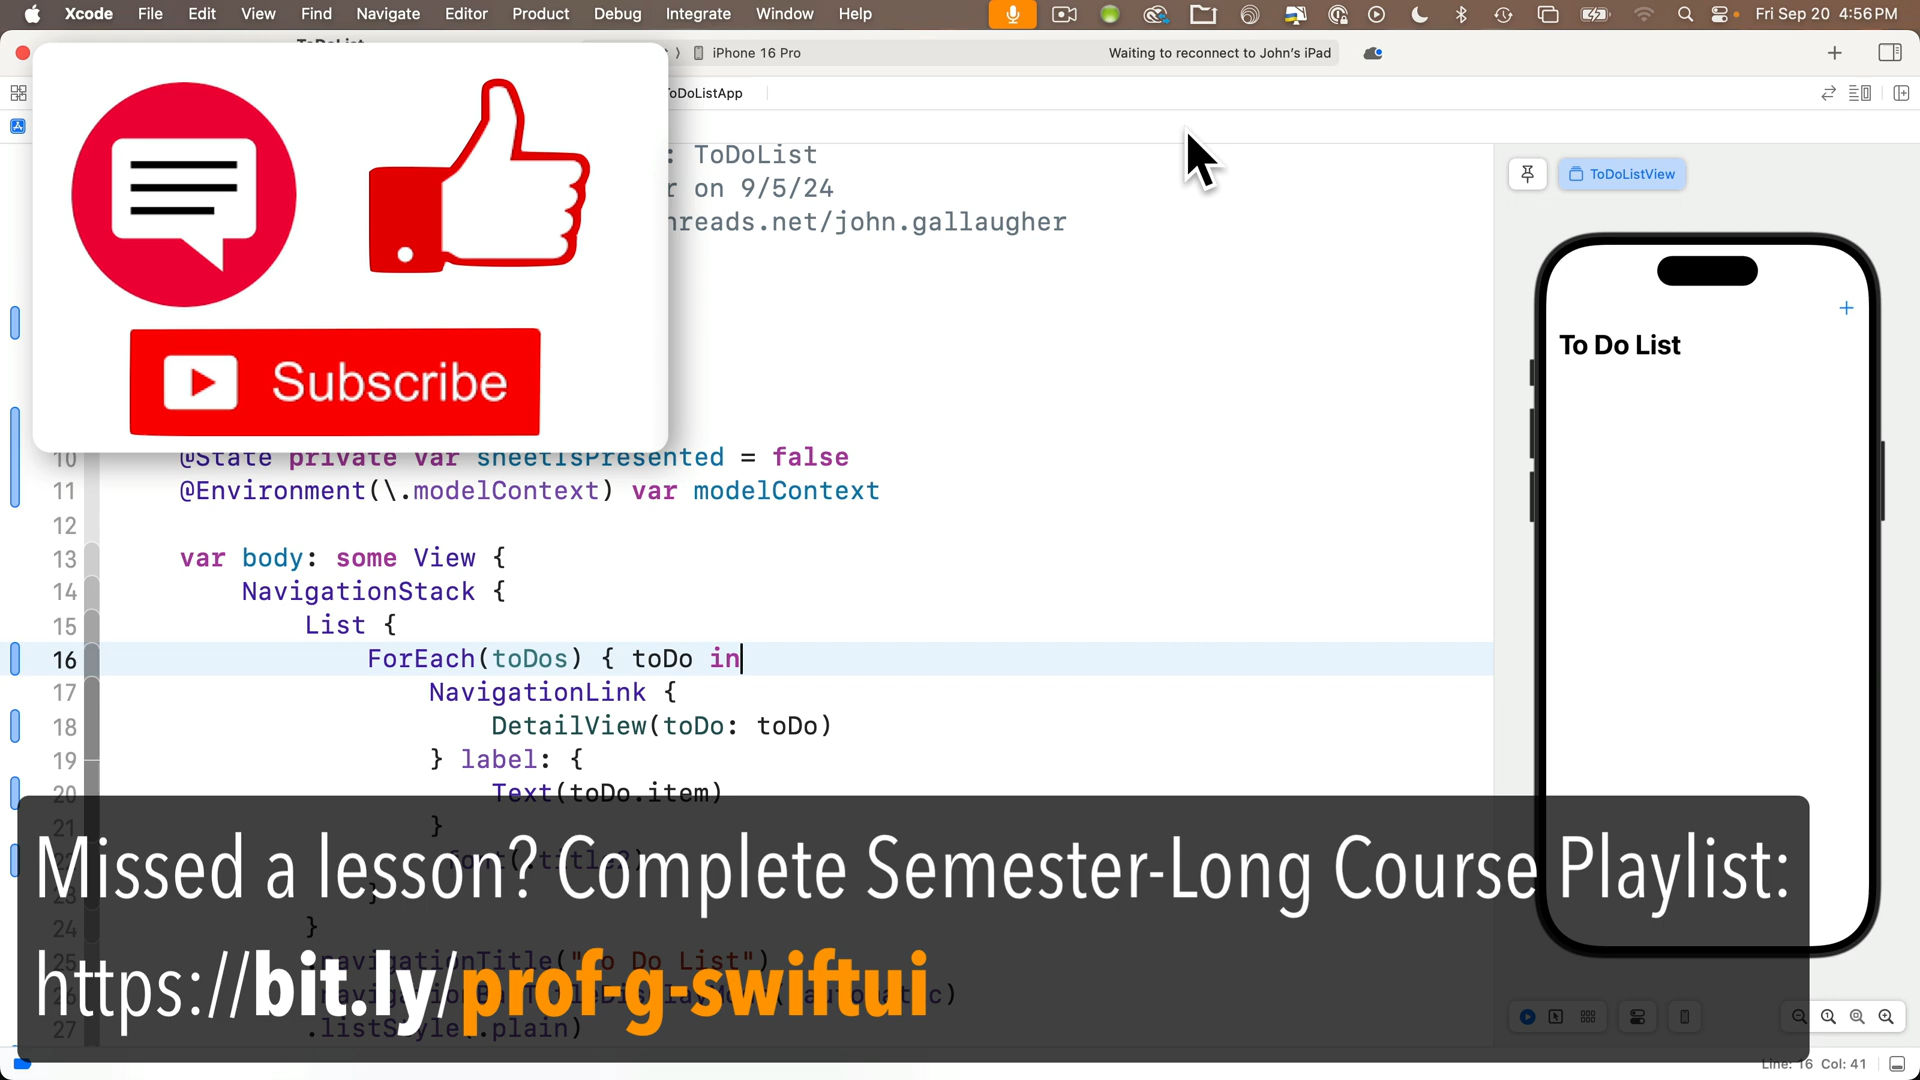 Xcode File Edit View Find Navigate Editor Product Debug Integrate Window Help Fri Sep 20 4:56 PM
iPhone 16 Pro Waiting to reconnect to John's iPad
oDoListApp
: ToDoList
r on 9/5/24
hreads.net/john.gallaugher
ToDoListView
To Do List
Subscribe
10 @State private var sheetIsPresented = false
11 @Environment(\.modelContext) var modelContext
12
13 var body: some View {
14 NavigationStack {
15 List {
16 ForEach(toDos) { toDo in
17 NavigationLink {
18 DetailView(toDo: toDo)
19 } label: {
20 Text(toDo.item)
21 }
Missed a lesson? Complete Semester-Long Course Playlist:
24 }
https://bit.ly/prof-g-swiftui
27 .listStyle(.plain)
Line: 16 Col: 41